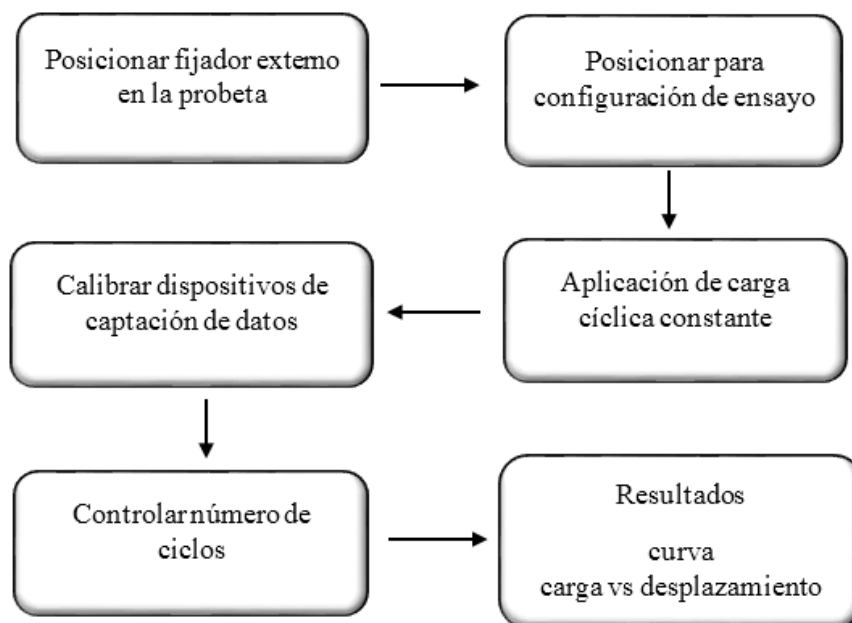 Posicionar fijador externo
en la probeta
Posicionar para
configuración de ensayo
Aplicación de carga
cíclica constante
Calibrar dispositivos de
captación de datos
Controlar número de
ciclos
Resultados
curva
carga vs desplazamiento